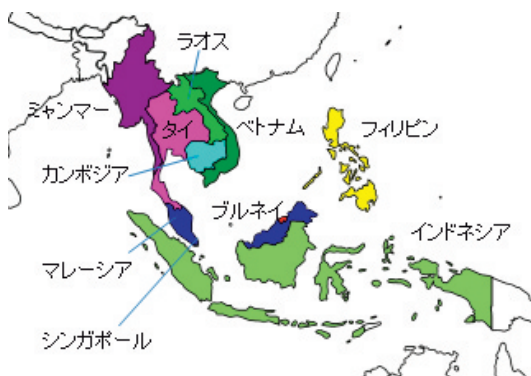 ラオス
ミャンマー
タイ
ベトナム
フィリピン
カンボジア
ブルネイ
インドネシア
マレーシア
シンガポール